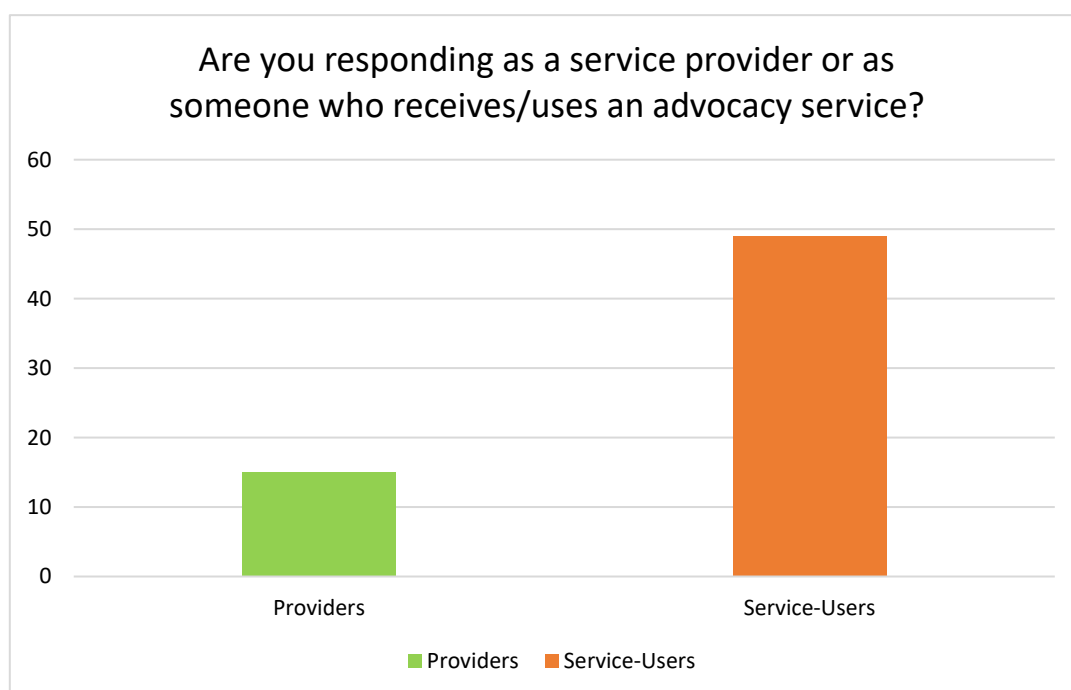 Are you responding as a service provider or as
someone who receives/uses an advocacy service?
60
50
40
30
20
10
0
Providers Service-Users
Providers Service-Users